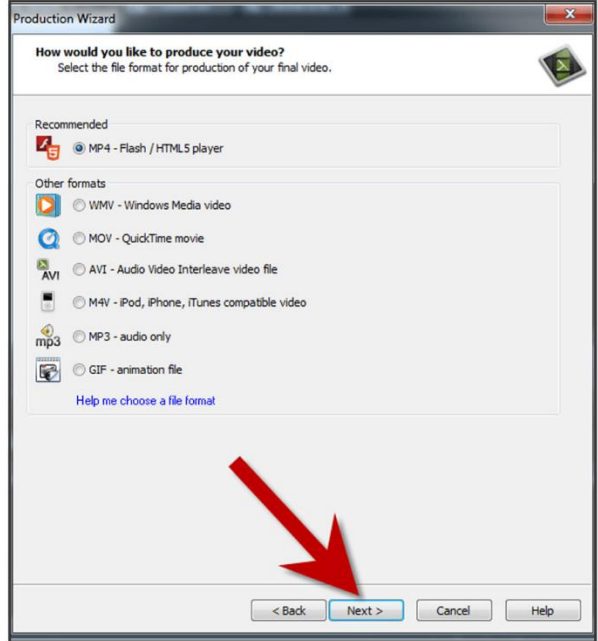 Production Wizard
How would you like to produce your video?
Select the file format for production of your final video.
Recommended
MP4 - Flash / HTML5 player
Other formats
WMV - Windows Media video
MOV - QuickTime movie
AVI
AVI - Audio Video Interleave video file
M4V - iPod, iPhone, iTunes compatible video
mp3
MP3 - audio only
GIF - animation file
Help me choose a file format
< Back Next > Cancel Help